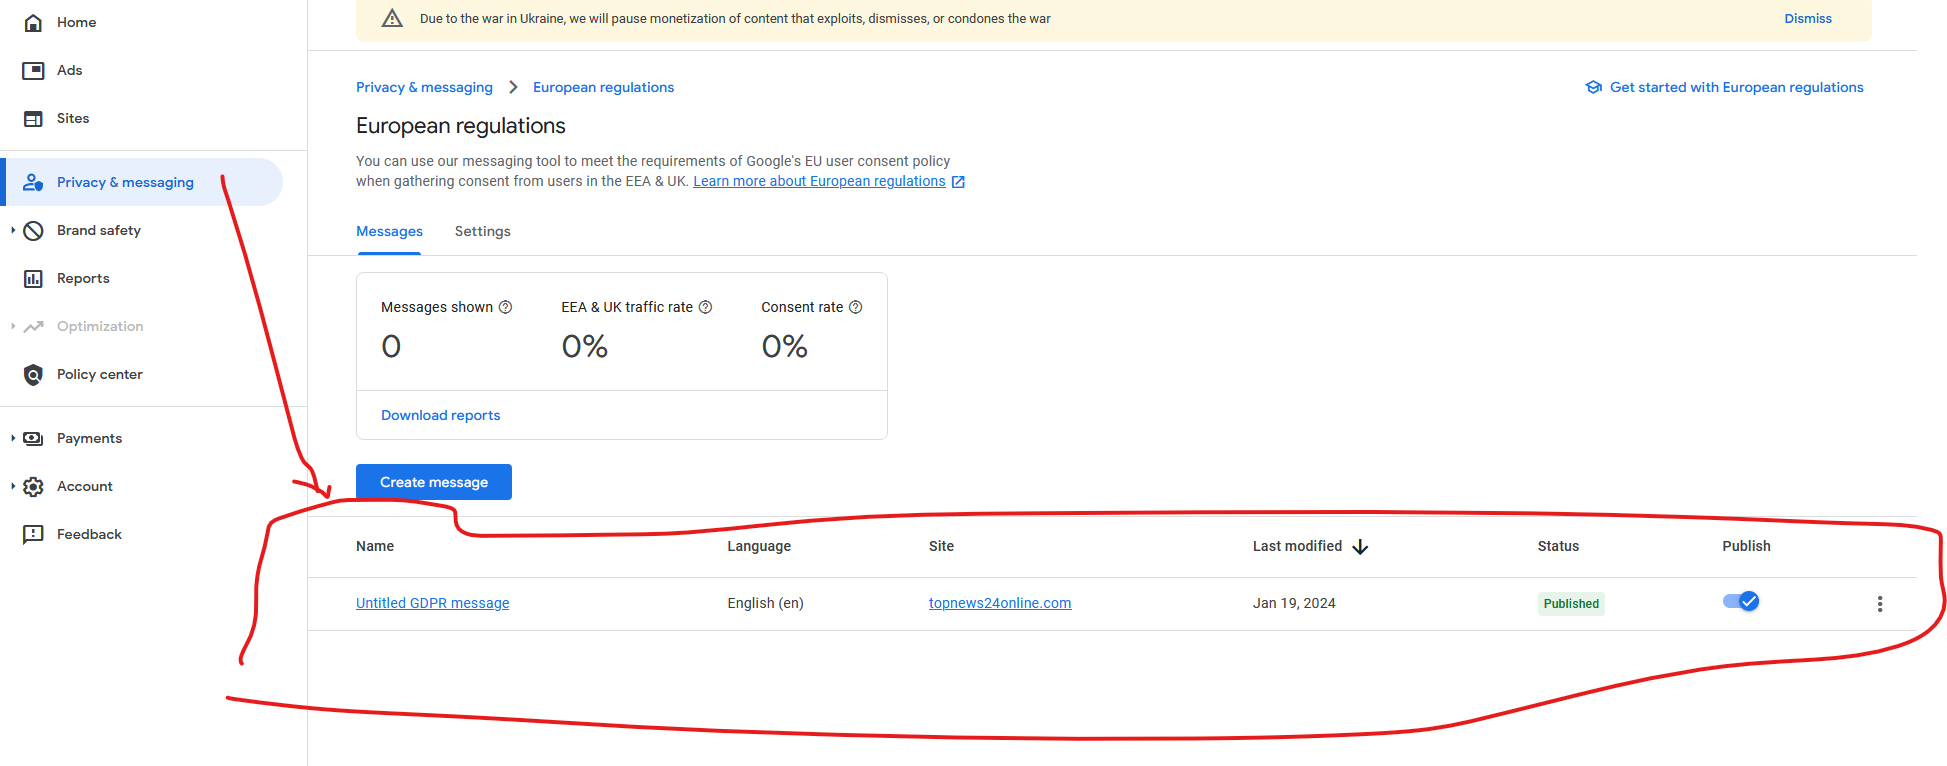 Home
Due to the war in Ukraine, we will pause monetization of content that exploits, dismisses, or condones the war
Dismiss
Ads
Sites
Privacy & messaging
Brand safety
Reports
Optimization
Policy center
Payments
Account
Feedback
Privacy & messaging > European regulations
Get started with European regulations
European regulations
You can use our messaging tool to meet the requirements of Google's EU user consent policy
when gathering consent from users in the EEA & UK. Learn more about European regulations
Messages Settings
Messages shown EEA & UK traffic rate Consent rate
0 0% 0%
Download reports
Create message
Name Language Site Last modified Status Publish
Untitled GDPR message English (en) topnews24online.com Jan 19, 2024 Published